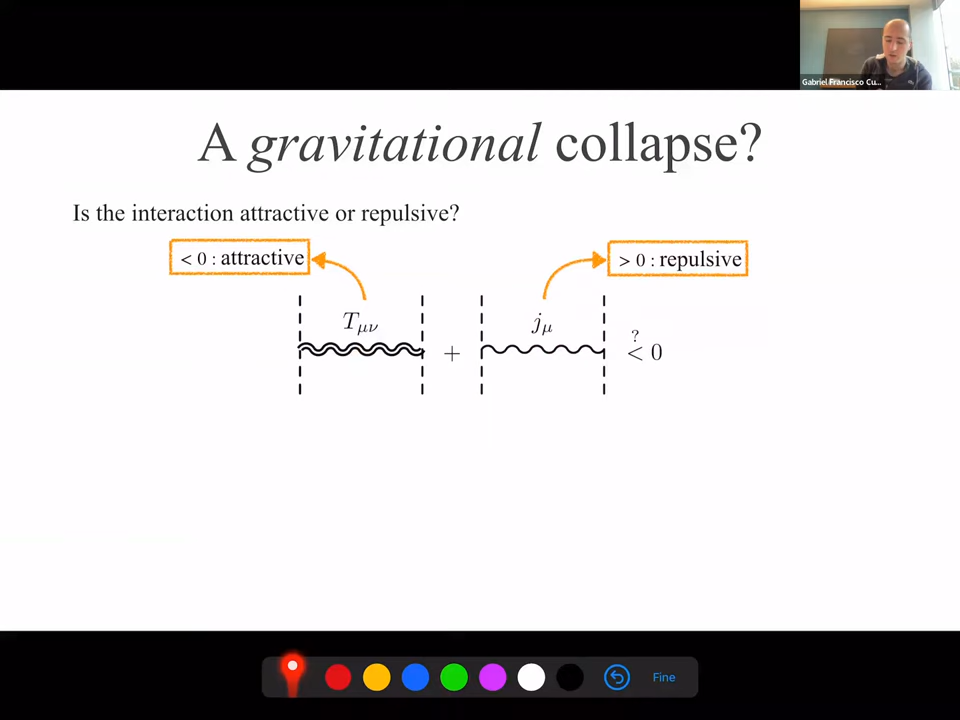 Gabriel Francisco Cu...
A gravitational collapse?
Is the interaction attractive or repulsive?
< 0 : attractive
> 0 : repulsive
Tμν
jμ
+
?
< 0
Fine